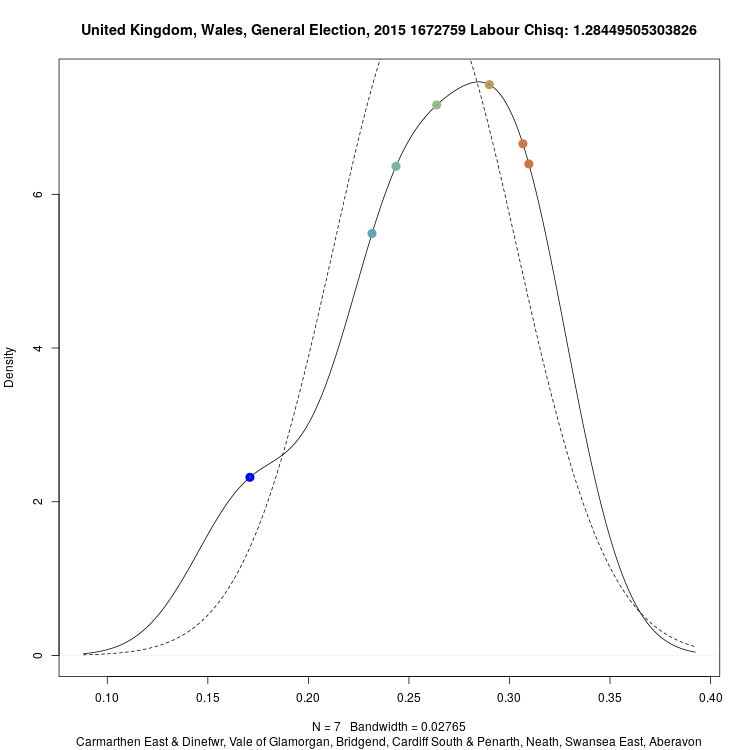 United Kingdom, Wales, General Election, 2015 1672759 Labour Chisq: 1.28449505303826
Density
6
4
2
0
0.10 0.15 0.20 0.25 0.30 0.35 0.40
N = 7 Bandwidth = 0.02765
Carmarthen East & Dinefwr, Vale of Glamorgan, Bridgend, Cardiff South & Penarth, Neath, Swansea East, Aberavon